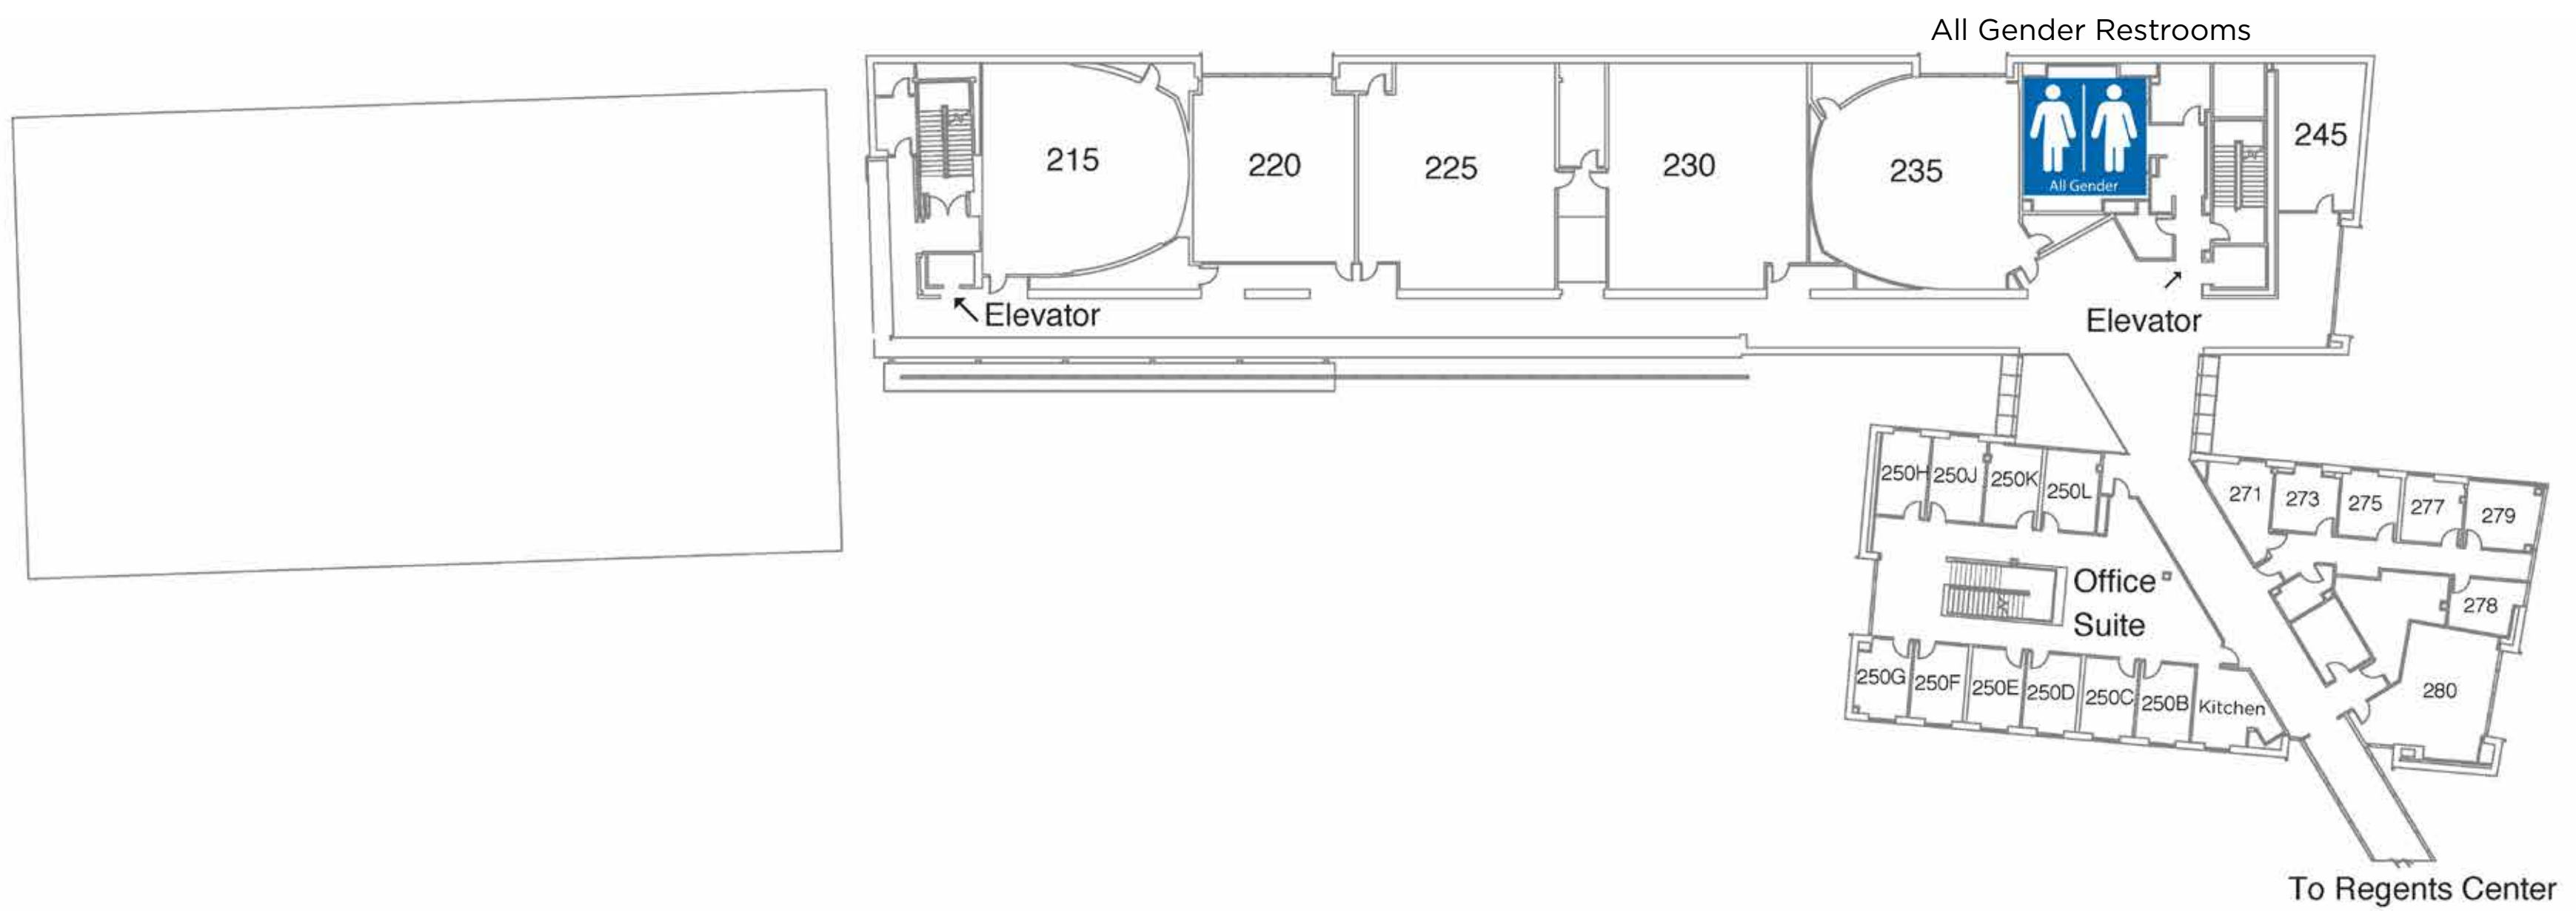 All Gender Restrooms
215
220
225
230
235
All Gender
245
Elevator
Elevator
250H
250J
250K
250L
271
273
275
277
279
Office
Suite
278
250G
250F
250E
250D
250C
250B
Kitchen
280
To Regents Center